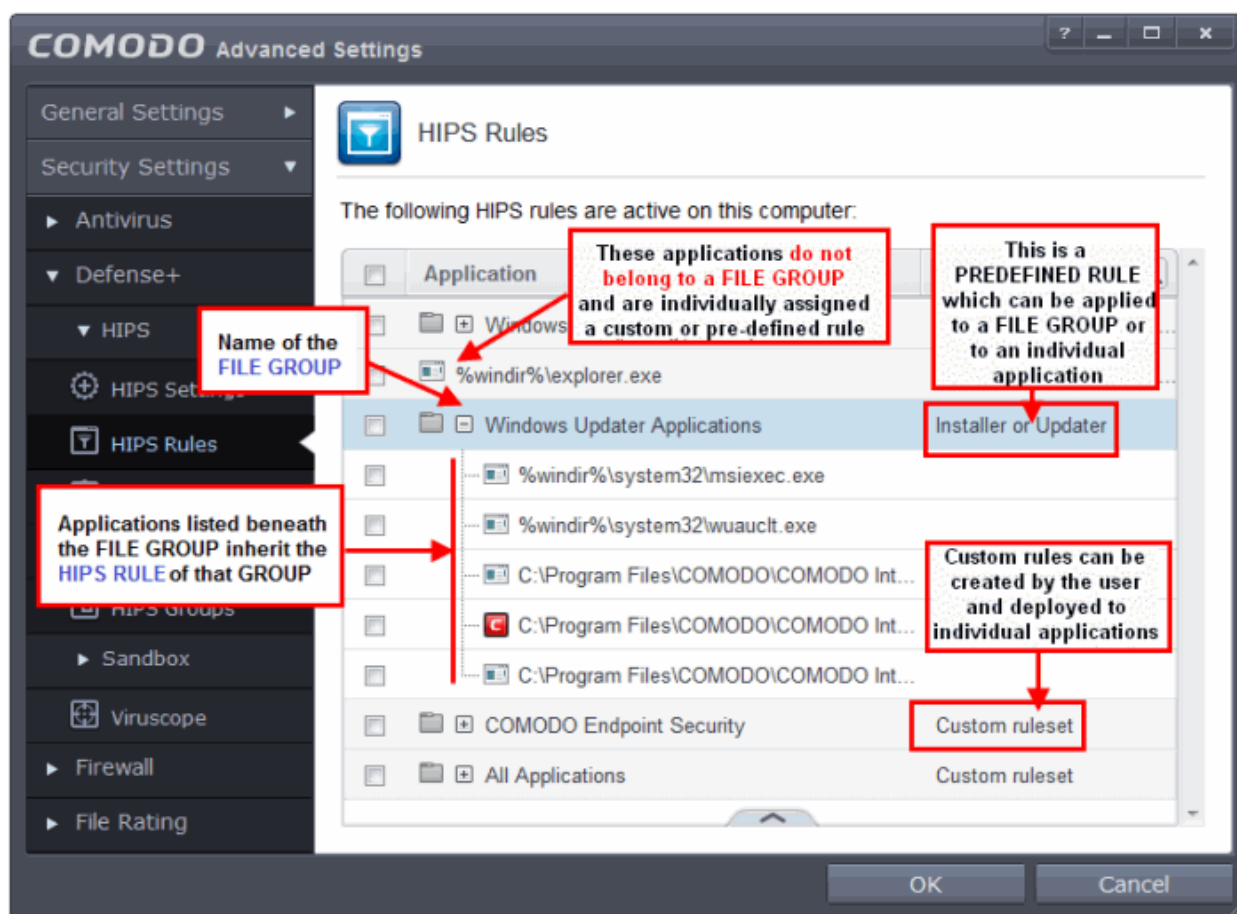 COMODO Advanced Settings
General Settings
Security Settings
Antivirus
Defense+
HIPS
HIPS Settings
HIPS Rules
HIPS Groups
Sandbox
Viruscope
Firewall
File Rating
HIPS Rules
The following HIPS rules are active on this computer:
Application
These applications do not
belong to a FILE GROUP
and are individually assigned
a custom or pre-defined rule
This is a
PREDEFINED RULE
which can be applied
to a FILE GROUP or
to an individual
application
Name of the
FILE GROUP
Applications listed beneath
the FILE GROUP inherit the
HIPS RULE of that GROUP
Custom rules can be
created by the user
and deployed to
individual applications
Windows
%windir%\explorer.exe
Windows Updater Applications Installer or Updater
%windir%\system32\msiexec.exe
%windir%\system32\wuauclt.exe
C:\Program Files\COMODO\COMODO Int...
C:\Program Files\COMODO\COMODO Int...
C:\Program Files\COMODO\COMODO Int...
COMODO Endpoint Security Custom ruleset
All Applications Custom ruleset
OK Cancel